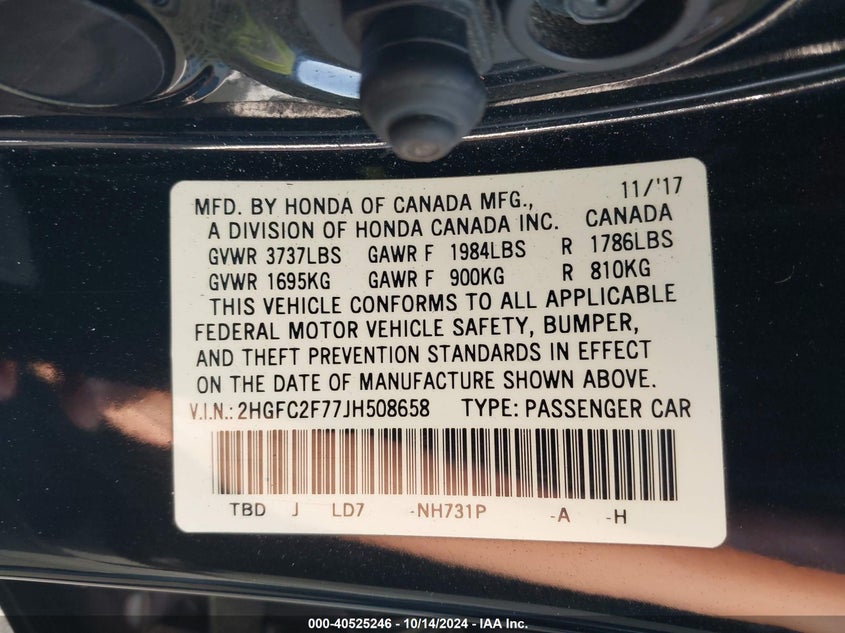 11/'17
MFD. BY HONDA OF CANADA MFG.,
A DIVISION OF HONDA CANADA INC. CANADA
GVWR 3737LBS GAWR F 1984LBS R 1786LBS
GVWR 1695KG GAWR F 900KG R 810KG
THIS VEHICLE CONFORMS TO ALL APPLICABLE
FEDERAL MOTOR VEHICLE SAFETY, BUMPER,
AND THEFT PREVENTION STANDARDS IN EFFECT
ON THE DATE OF MANUFACTURE SHOWN ABOVE.
V.I.N.: 2HGFC2F77JH508658 TYPE: PASSENGER CAR
TBD J LD7 -NH731P -A -H
000-40525246 - 10/14/2024 - IAA Inc.